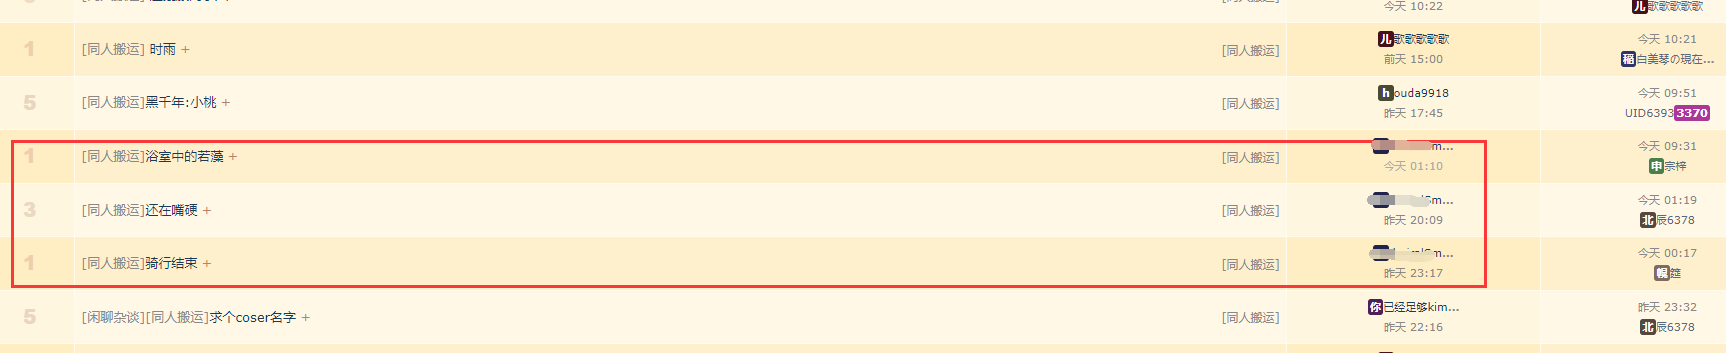 今天 10:22
儿歌歌歌歌歌
1
[同人搬运] 时雨 +
[同人搬运]
儿歌歌歌歌歌
前天 15:00
今天 10:21
稲白美琴の現在...
5
[同人搬运]黑千年:小桃 +
[同人搬运]
houda9918
昨天 17:45
今天 09:51
UID63933370
1
[同人搬运]浴室中的若藻 +
[同人搬运]
m...
今天 01:10
今天 09:31
申宗梓
3
[同人搬运]还在嘴硬 +
[同人搬运]
m...
昨天 20:09
今天 01:19
北辰6378
1
[同人搬运]骑行结束 +
[同人搬运]
m...
昨天 23:17
今天 00:17
5
[闲聊杂谈][同人搬运]求个coser名字 +
[同人搬运]
你已经足够kim...
昨天 22:16
昨天 23:32
北辰6378